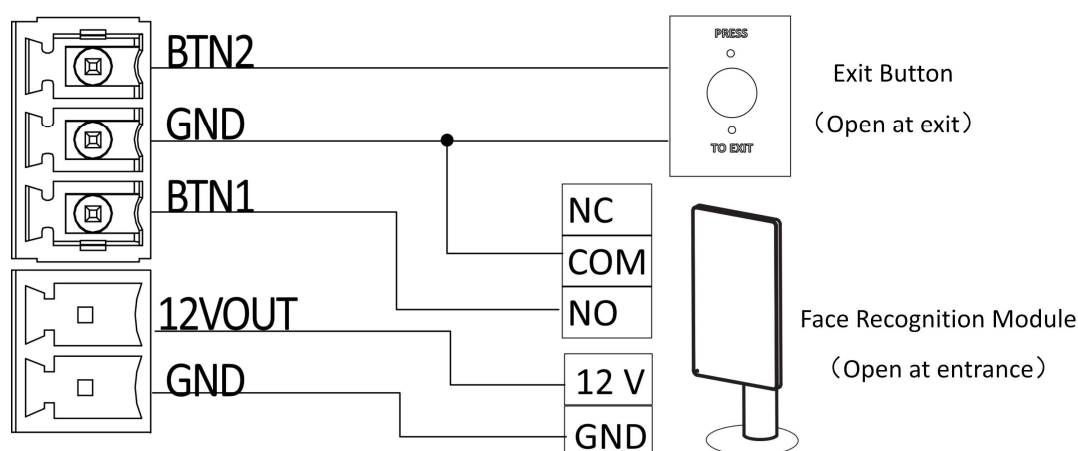 BTN2
GND
BTN1
12VOUT
GND
PRESS
TO EXIT
Exit Button
（Open at exit）
NC
COM
NO
12 V
GND
Face Recognition Module
（Open at entrance）